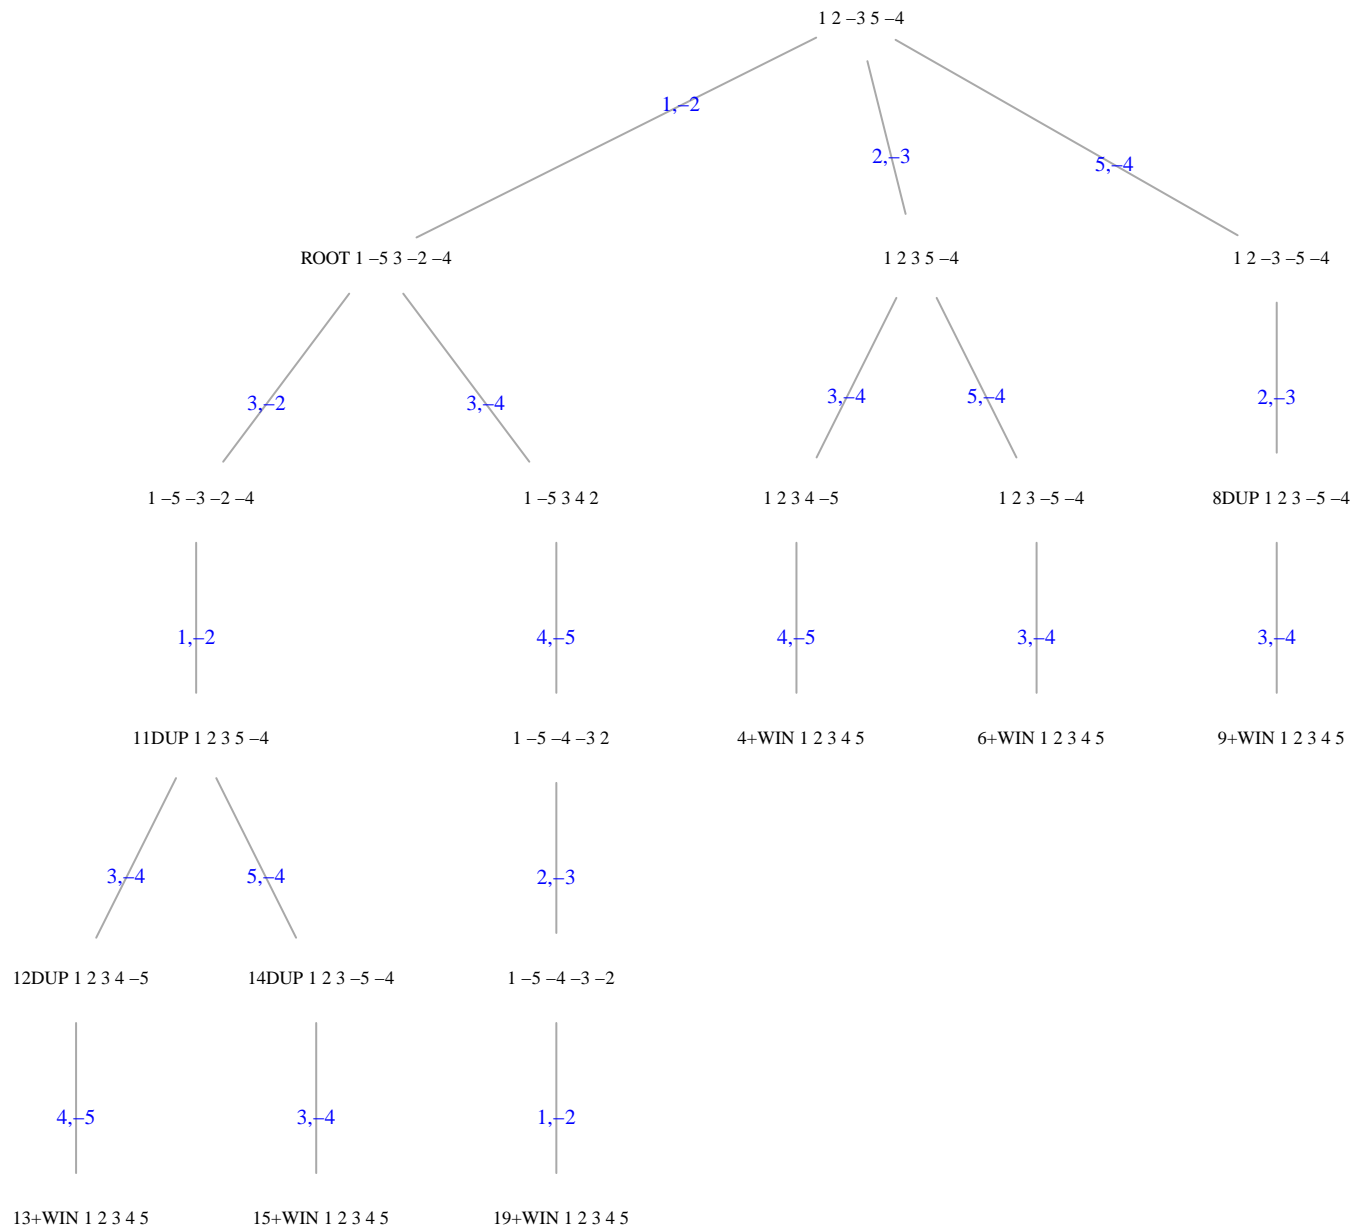 1 2 –3 5 –4
1,–2
2,–3
5,–4
ROOT 1 –5 3 –2 –4
1 2 3 5 –4
1 2 –3 –5 –4
3,–2
3,–4
3,–4
5,–4
2,–3
1 –5 –3 –2 –4
1 –5 3 4 2
1 2 3 4 –5
1 2 3 –5 –4
8DUP 1 2 3 –5 –4
1,–2
4,–5
4,–5
3,–4
3,–4
11DUP 1 2 3 5 –4
1 –5 –4 –3 2
4+WIN 1 2 3 4 5
6+WIN 1 2 3 4 5
9+WIN 1 2 3 4 5
3,–4
5,–4
2,–3
12DUP 1 2 3 4 –5
14DUP 1 2 3 –5 –4
1 –5 –4 –3 –2
4,–5
3,–4
1,–2
13+WIN 1 2 3 4 5
15+WIN 1 2 3 4 5
19+WIN 1 2 3 4 5